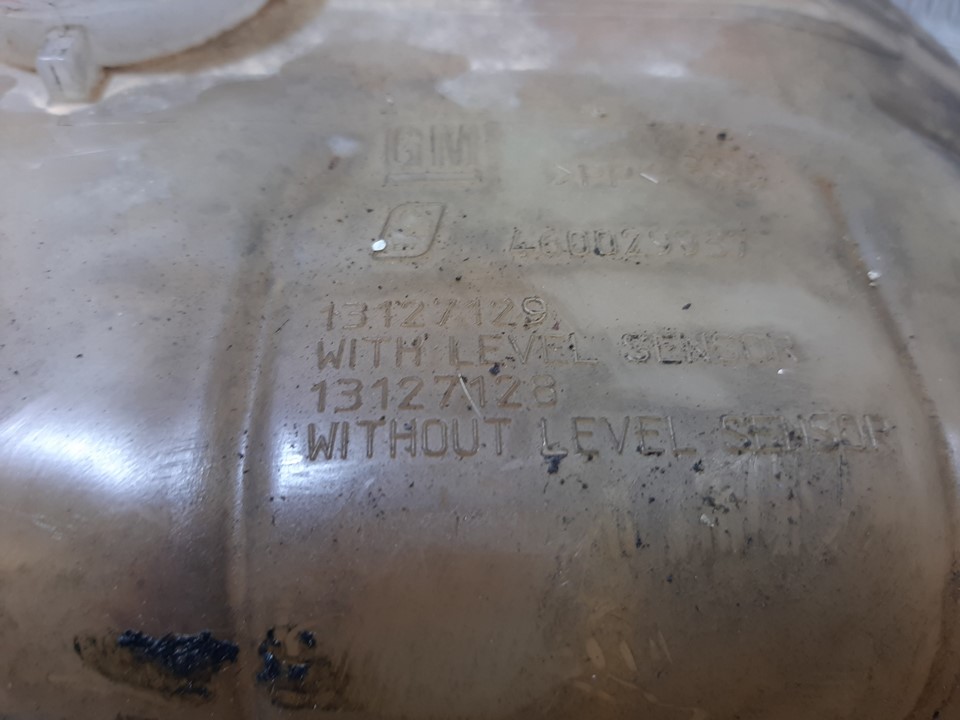 GM
13127129
WITH LEVEL SENSOR
13127128
WITHOUT LEVEL SENSOR